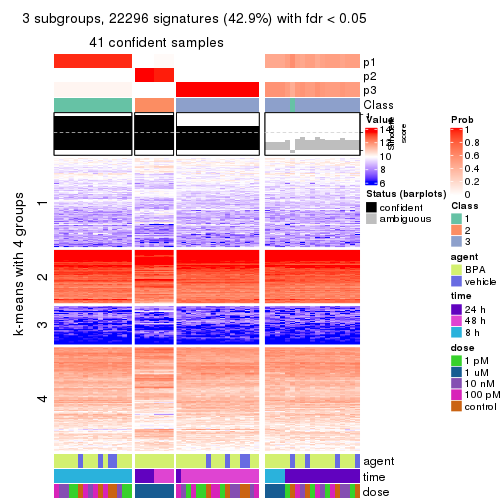 3 subgroups, 22296 signatures (42.9%) with fdr < 0.05
41 confident samples
p1
p2
p3
Class
Silhouette
score
1
2
3
4
k-means with 4 groups
agent
time
dose
Value
14
12
10
8
6
Status (barplots)
confident
ambiguous
Prob
1
0.8
0.6
0.4
0.2
0
Class
1
2
3
agent
BPA
vehicle
time
24 h
48 h
8 h
dose
1 pM
1 uM
10 nM
100 pM
control